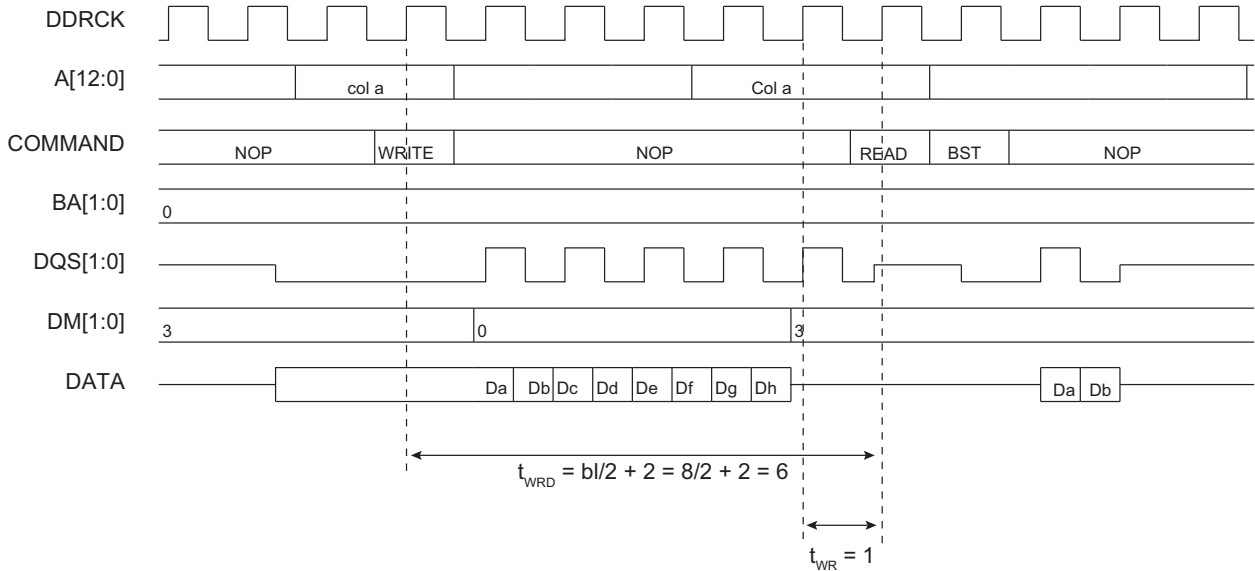 DDRCK
A[12:0] col a Col a
COMMAND NOP WRITE NOP READ BST NOP
BA[1:0] 0
DQS[1:0]
DM[1:0] 3 0 3
DATA Da Db Dc Dd De Df Dg Dh Da Db
tWRD = bl/2 + 2 = 8/2 + 2 = 6
tWR = 1